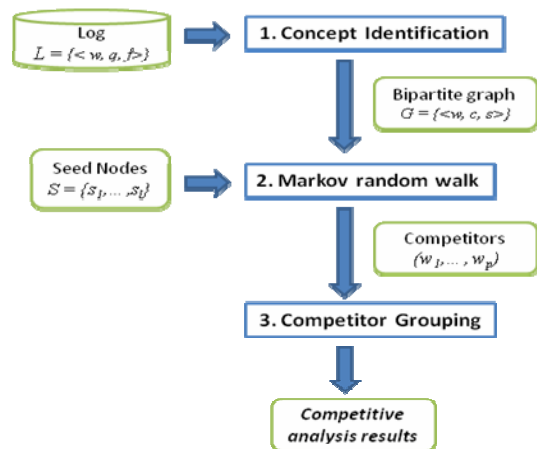 Log
L = {< w, q, f>}
1. Concept Identification
Bipartite graph
G = {<w, c, s>}
Seed Nodes
S = {s1,... ,sl}
2. Markov random walk
Competitors
(w1,... , wp)
3. Competitor Grouping
Competitive
analysis results